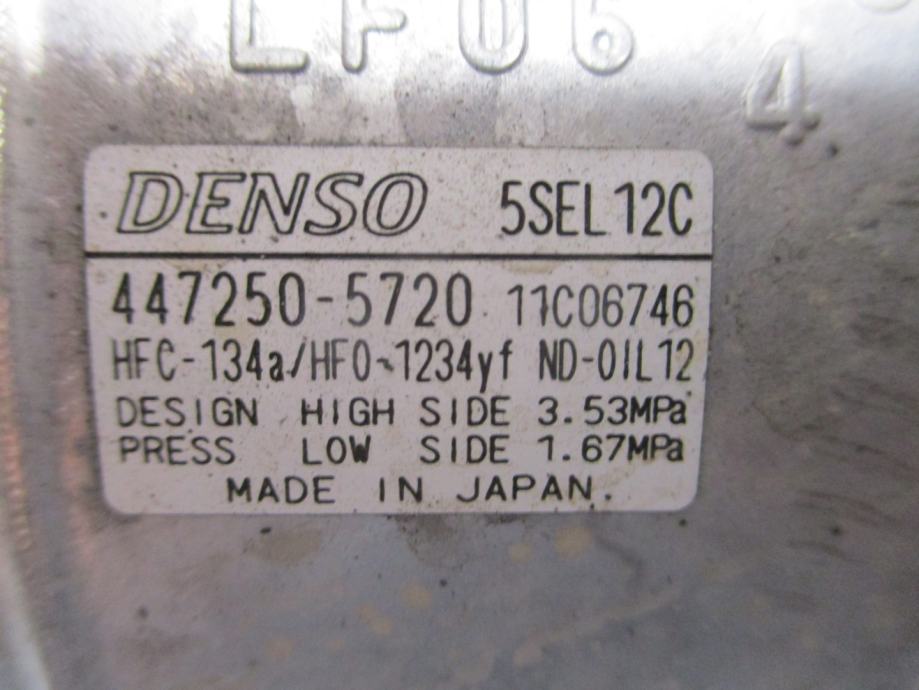 LF06
4
DENSO 5SEL12C
447250-5720 11C06746
HFC-134a/HFO-1234yf ND-OIL12
DESIGN HIGH SIDE 3.53MPa
PRESS LOW SIDE 1.67MPa
MADE IN JAPAN.